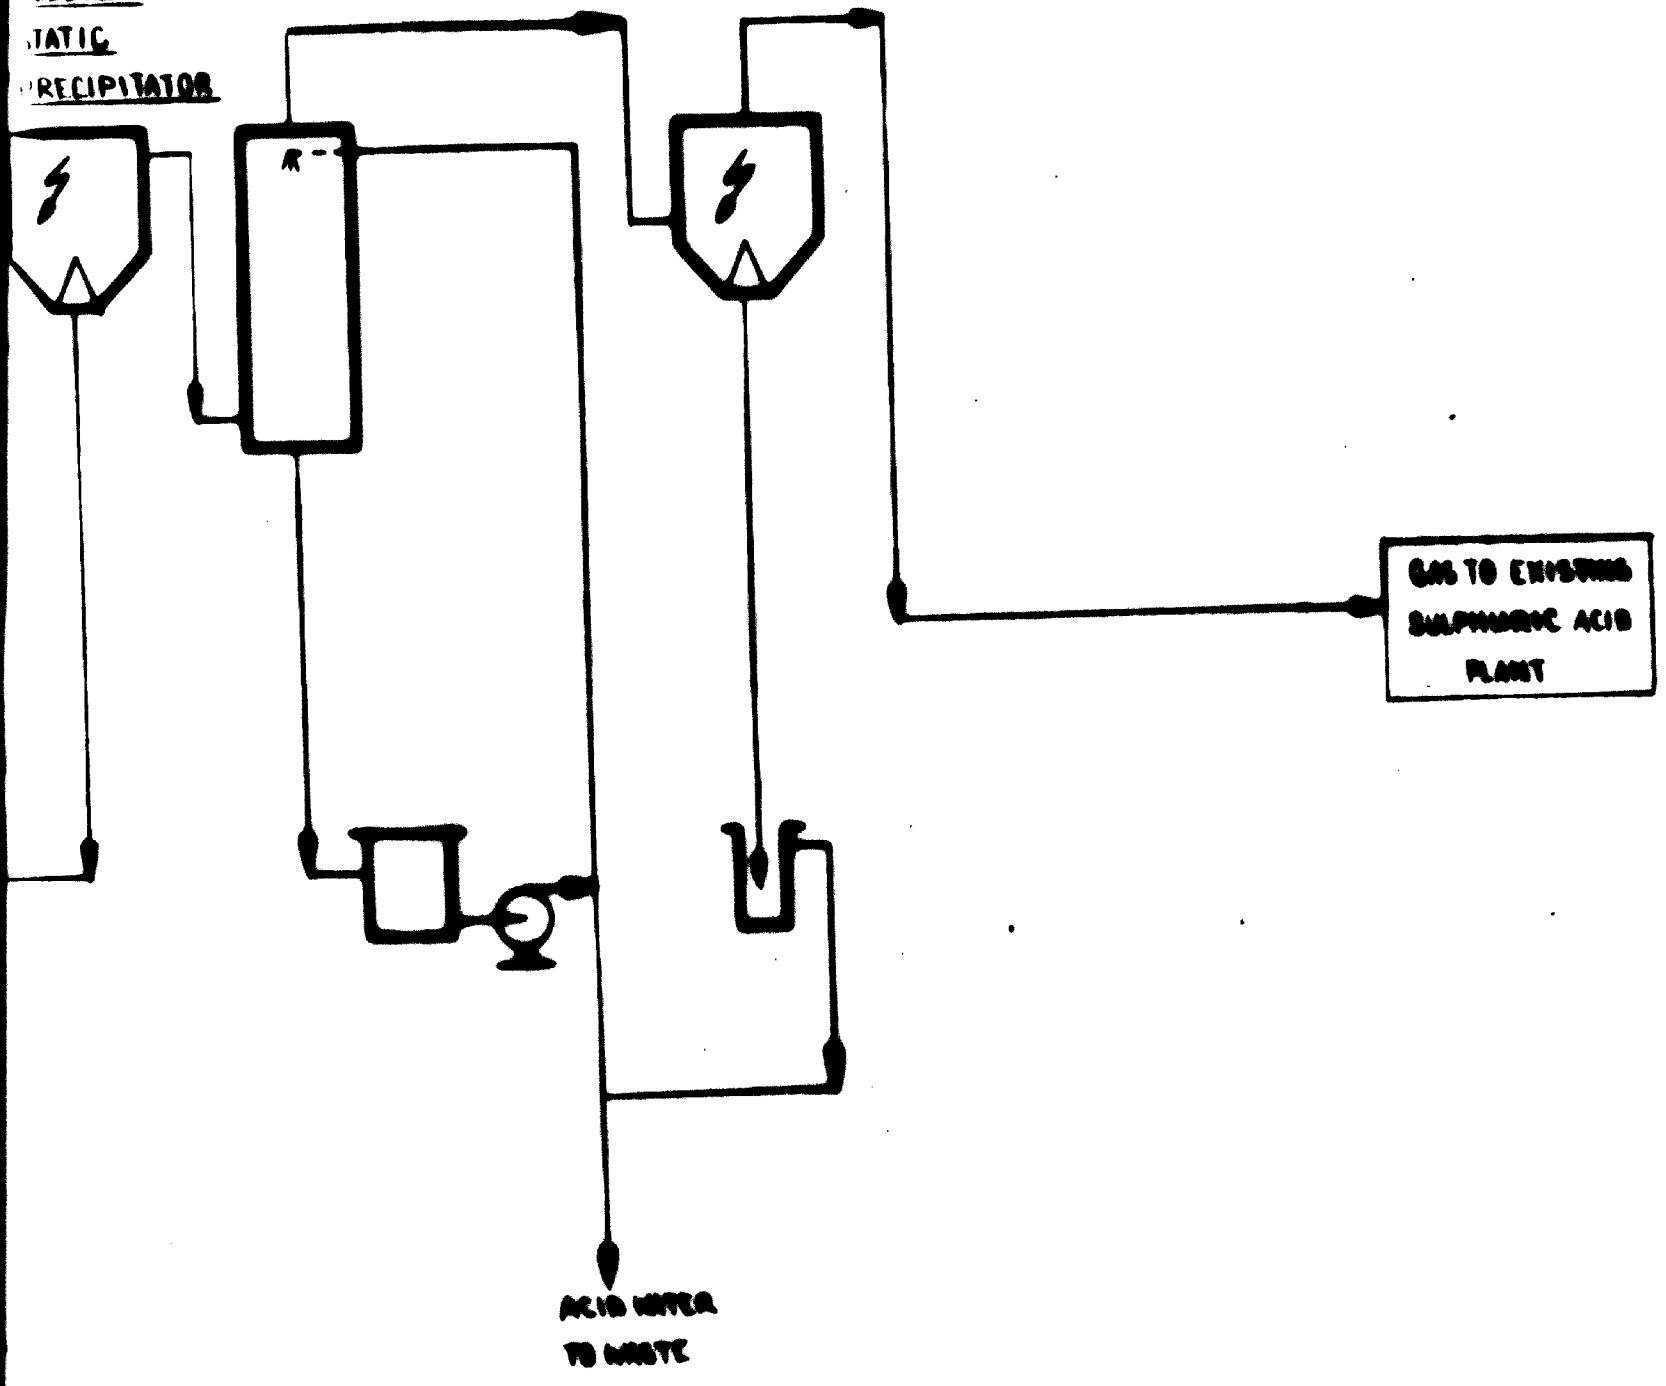 TATIC
RECIPITATOR
GAS TO EXISTING
SULPHURIC ACID
PLANT
ACID WATER
TO WASTE